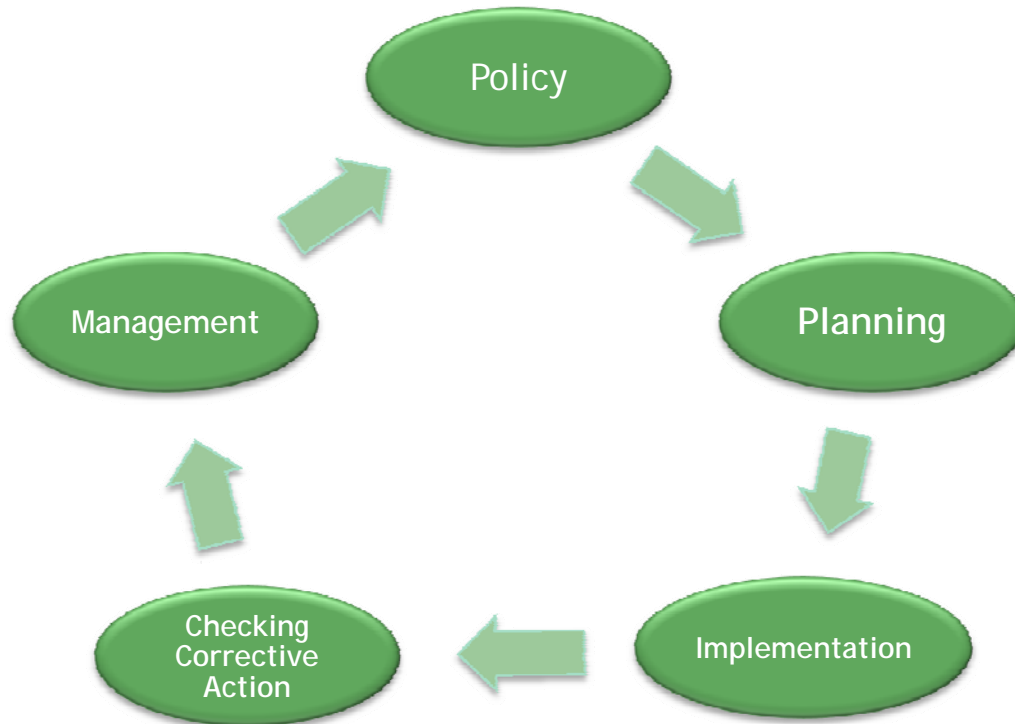 Policy
Planning
Implementation
Checking
Corrective
Action
Management